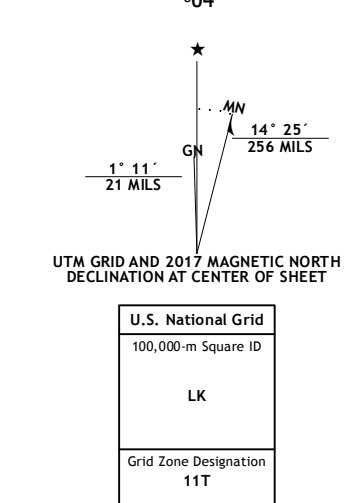 ⁸04
★
MN
GN
14° 25´
256 MILS
1° 11´
21 MILS
UTM GRID AND 2017 MAGNETIC NORTH
DECLINATION AT CENTER OF SHEET
U.S. National Grid
100,000-m Square ID
LK
Grid Zone Designation
11T